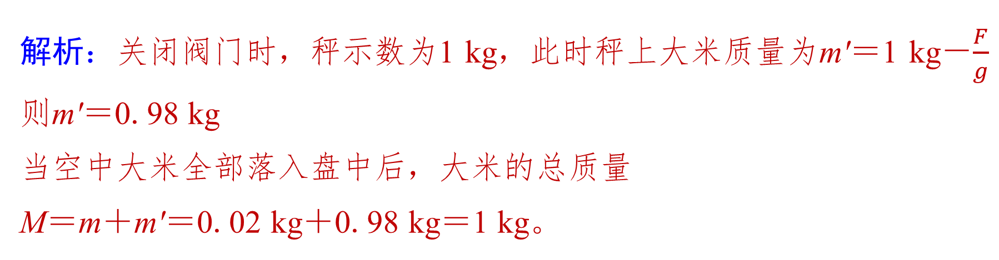 解析：关闭阀门时，秤示数为1 kg，此时秤上大米质量为m′＝1 kg－F/g
则m′＝0. 98 kg
当空中大米全部落入盘中后，大米的总质量
M＝m＋m′＝0. 02 kg＋0. 98 kg＝1 kg。